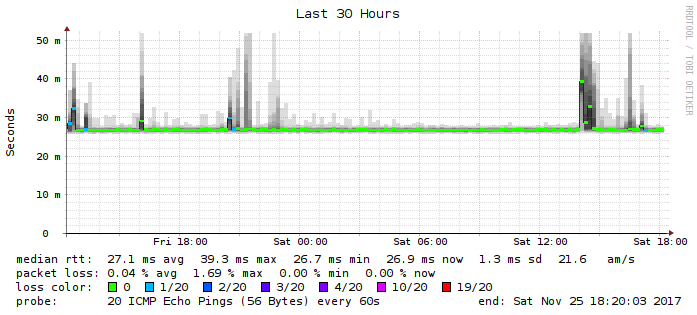 Last 30 Hours
RRDTOOL / TOBI OETIKER
Seconds
50 m
40 m
30 m
20 m
10 m
0
Fri 18:00 Sat 00:00 Sat 06:00 Sat 12:00 Sat 18:00
median rtt: 27.1 ms avg 39.3 ms max 26.7 ms min 26.9 ms now 1.3 ms sd 21.6 am/s
packet loss: 0.04 % avg 1.69 % max 0.00 % min 0.00 % now
loss color: 0 1/20 2/20 3/20 4/20 10/20 19/20
probe: 20 ICMP Echo Pings (56 Bytes) every 60s end: Sat Nov 25 18:20:03 2017